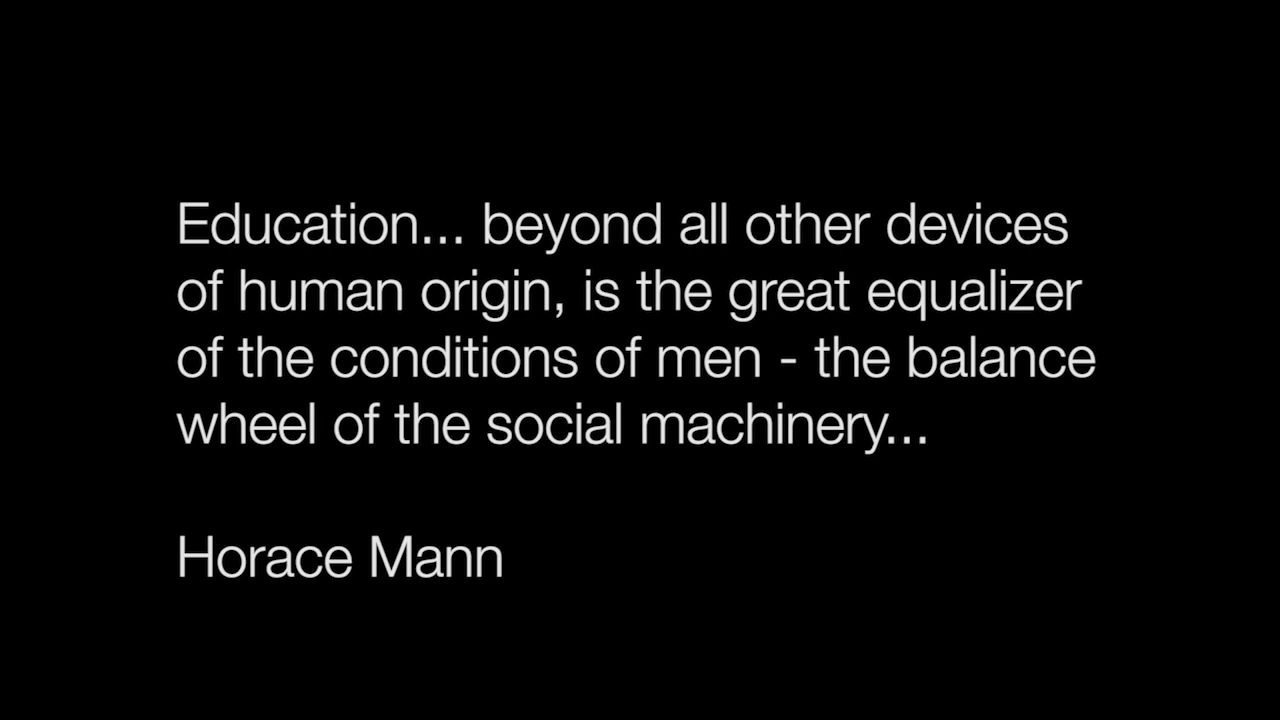 Education... beyond all other devices
of human origin, is the great equalizer
of the conditions of men - the balance
wheel of the social machinery...
Horace Mann